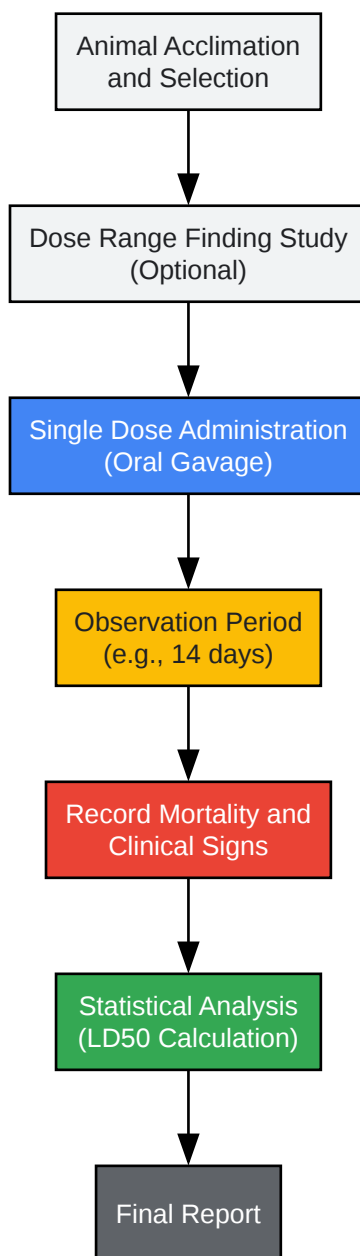 Animal Acclimation
and Selection
Dose Range Finding Study
(Optional)
Single Dose Administration
(Oral Gavage)
Observation Period
(e.g., 14 days)
Record Mortality and
Clinical Signs
Statistical Analysis
(LD50 Calculation)
Final Report